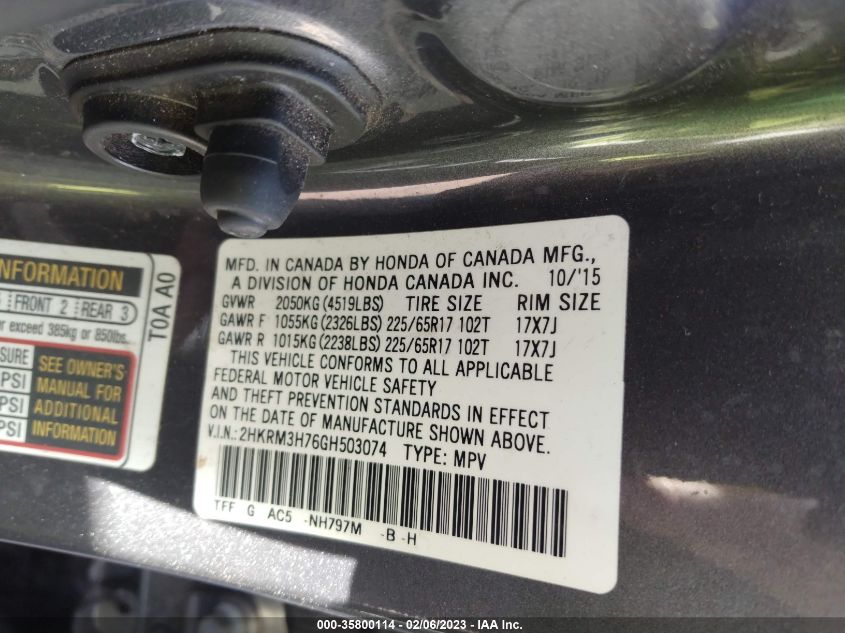 INFORMATION
FRONT 2 REAR 3
exceed 385kg or 850lbs.
T0A A0
SEE OWNER'S
PSI MANUAL FOR
PSI ADDITIONAL
PSI INFORMATION
MFD. IN CANADA BY HONDA OF CANADA MFG.,
A DIVISION OF HONDA CANADA INC. 10/'15
GVWR 2050KG(4519LBS) TIRE SIZE RIM SIZE
GAWR F 1055KG(2326LBS) 225/65R17 102T 17X7J
GAWR R 1015KG(2238LBS) 225/65R17 102T 17X7J
THIS VEHICLE CONFORMS TO ALL APPLICABLE
FEDERAL MOTOR VEHICLE SAFETY
AND THEFT PREVENTION STANDARDS IN EFFECT
ON THE DATE OF MANUFACTURE SHOWN ABOVE.
V.I.N.:2HKRM3H76GH503074 TYPE: MPV
TFF G AC5 -NH797M -B -H
000-35800114 - 02/06/2023 - IAA Inc.